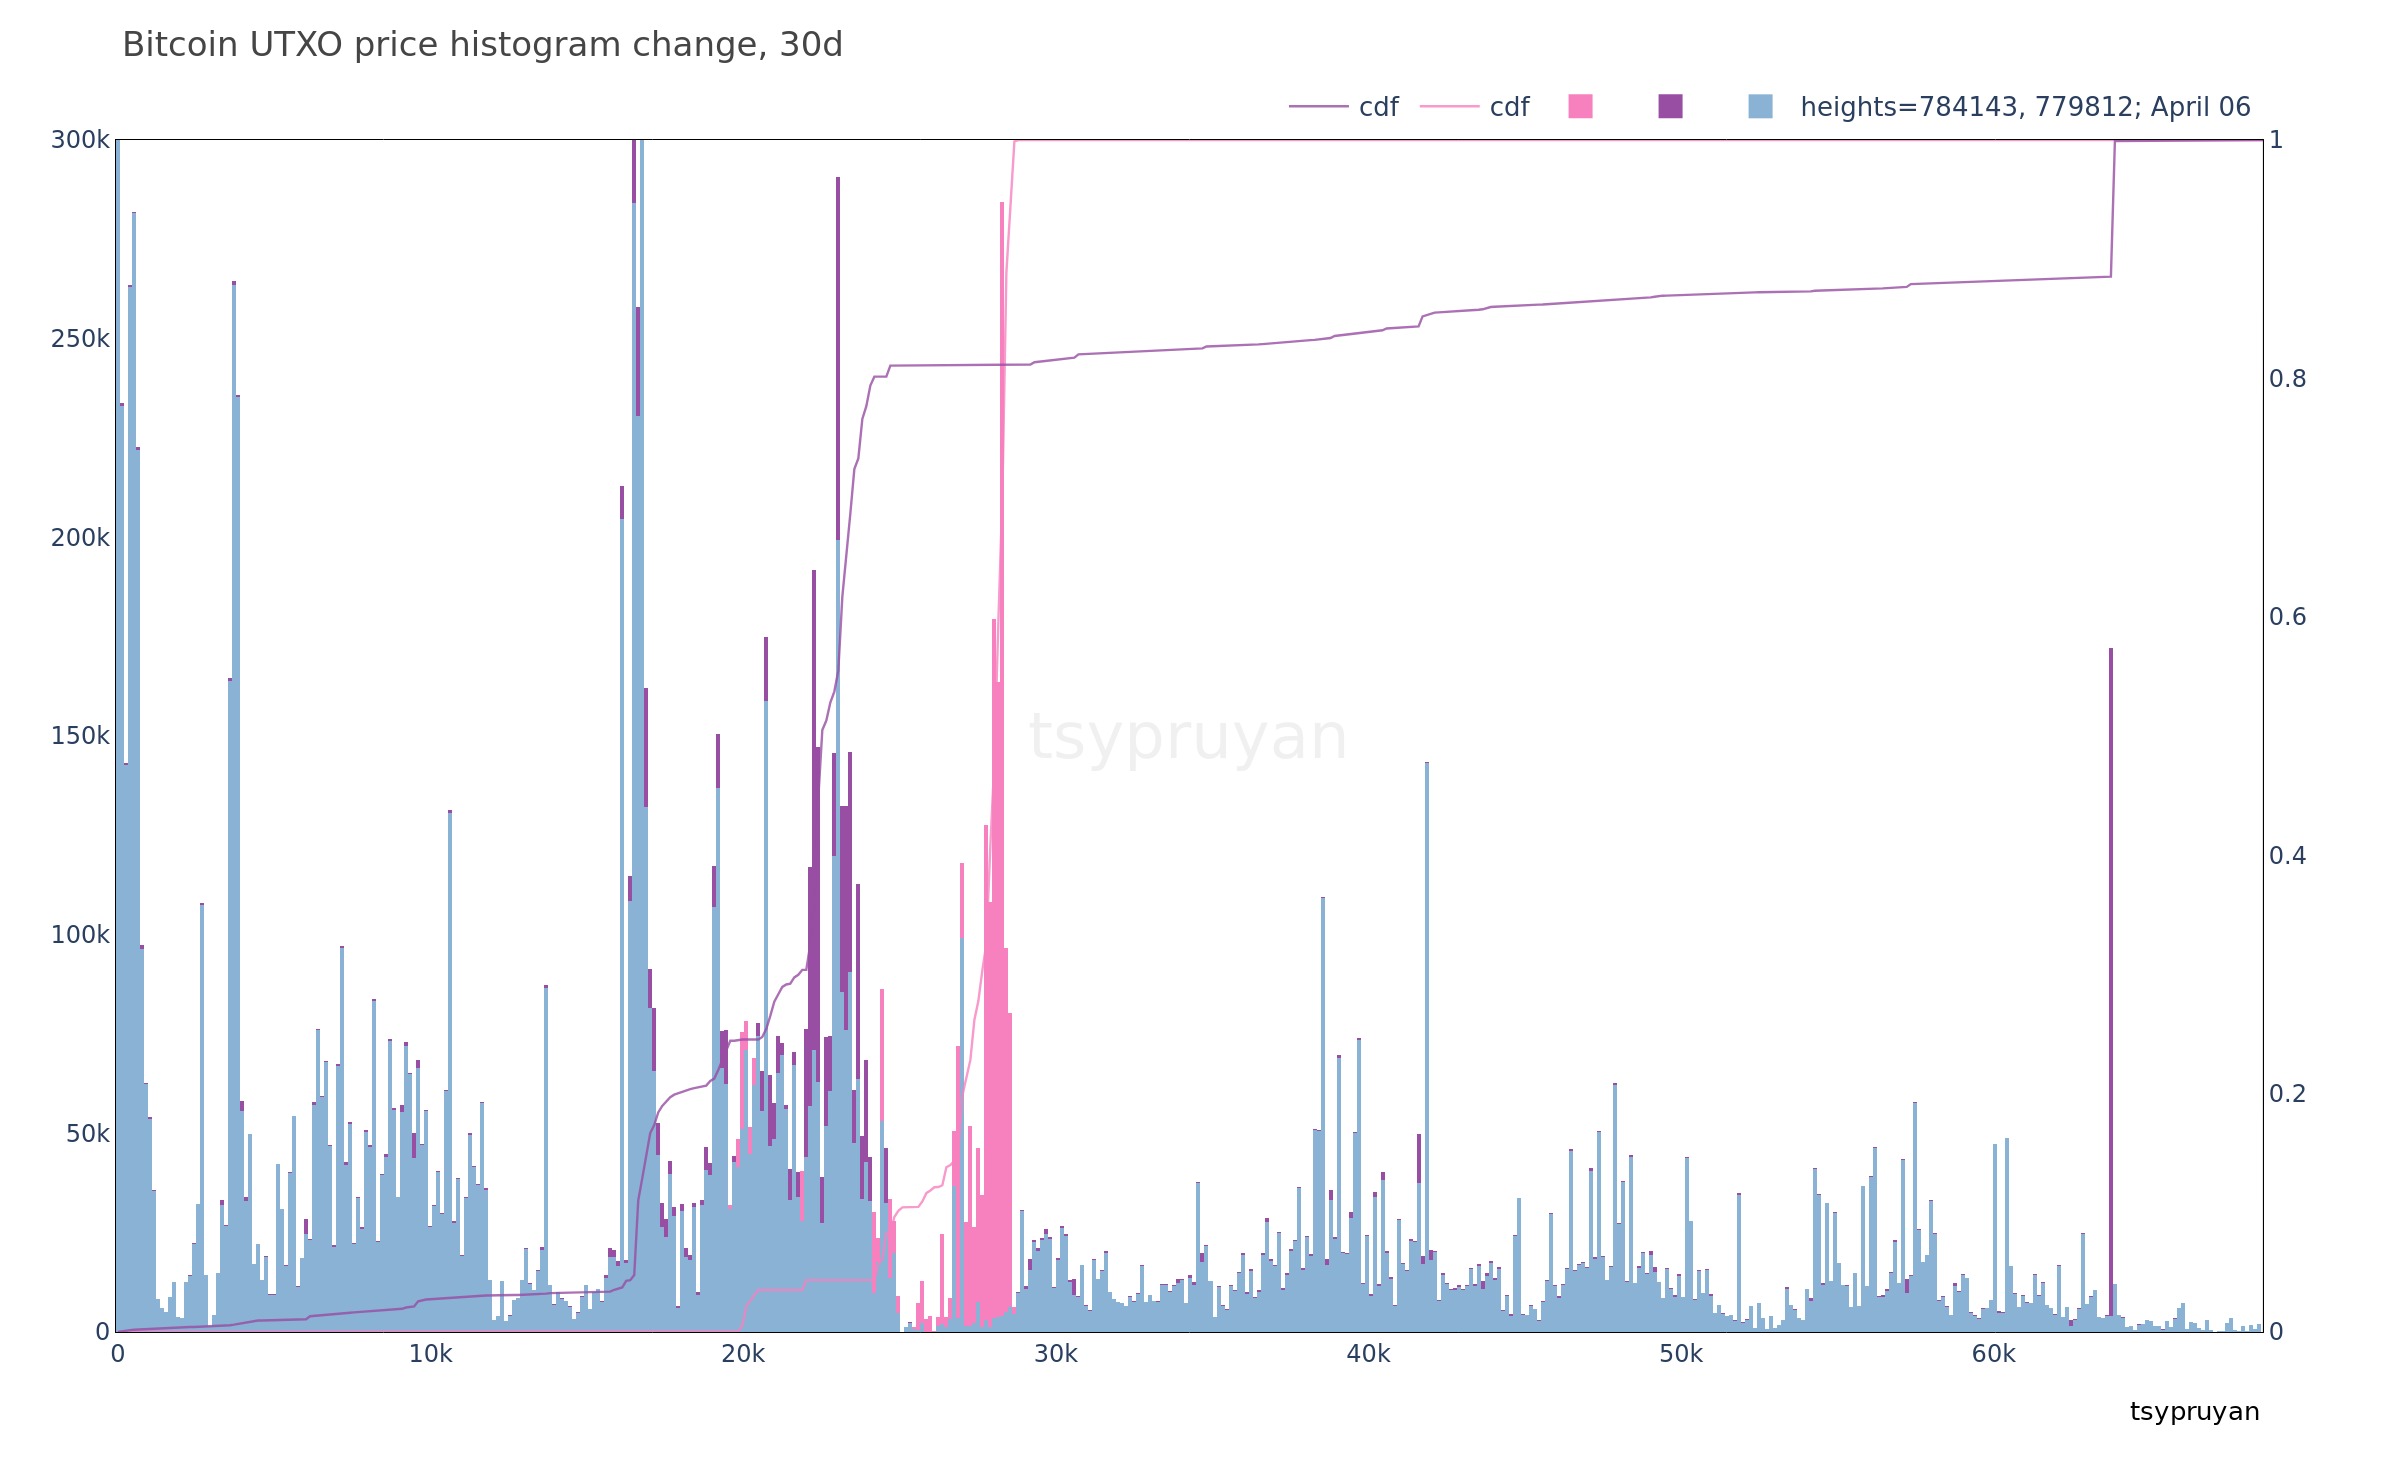 Bitcoin UTXO price histogram change, 30d
cdf cdf heights=784143, 779812; April 06
300k 1
250k
0.8
200k
0.6
150k
tsypruyan
0.4
100k
0.2
50k
0 0
0 10k 20k 30k 40k 50k 60k
tsypruyan